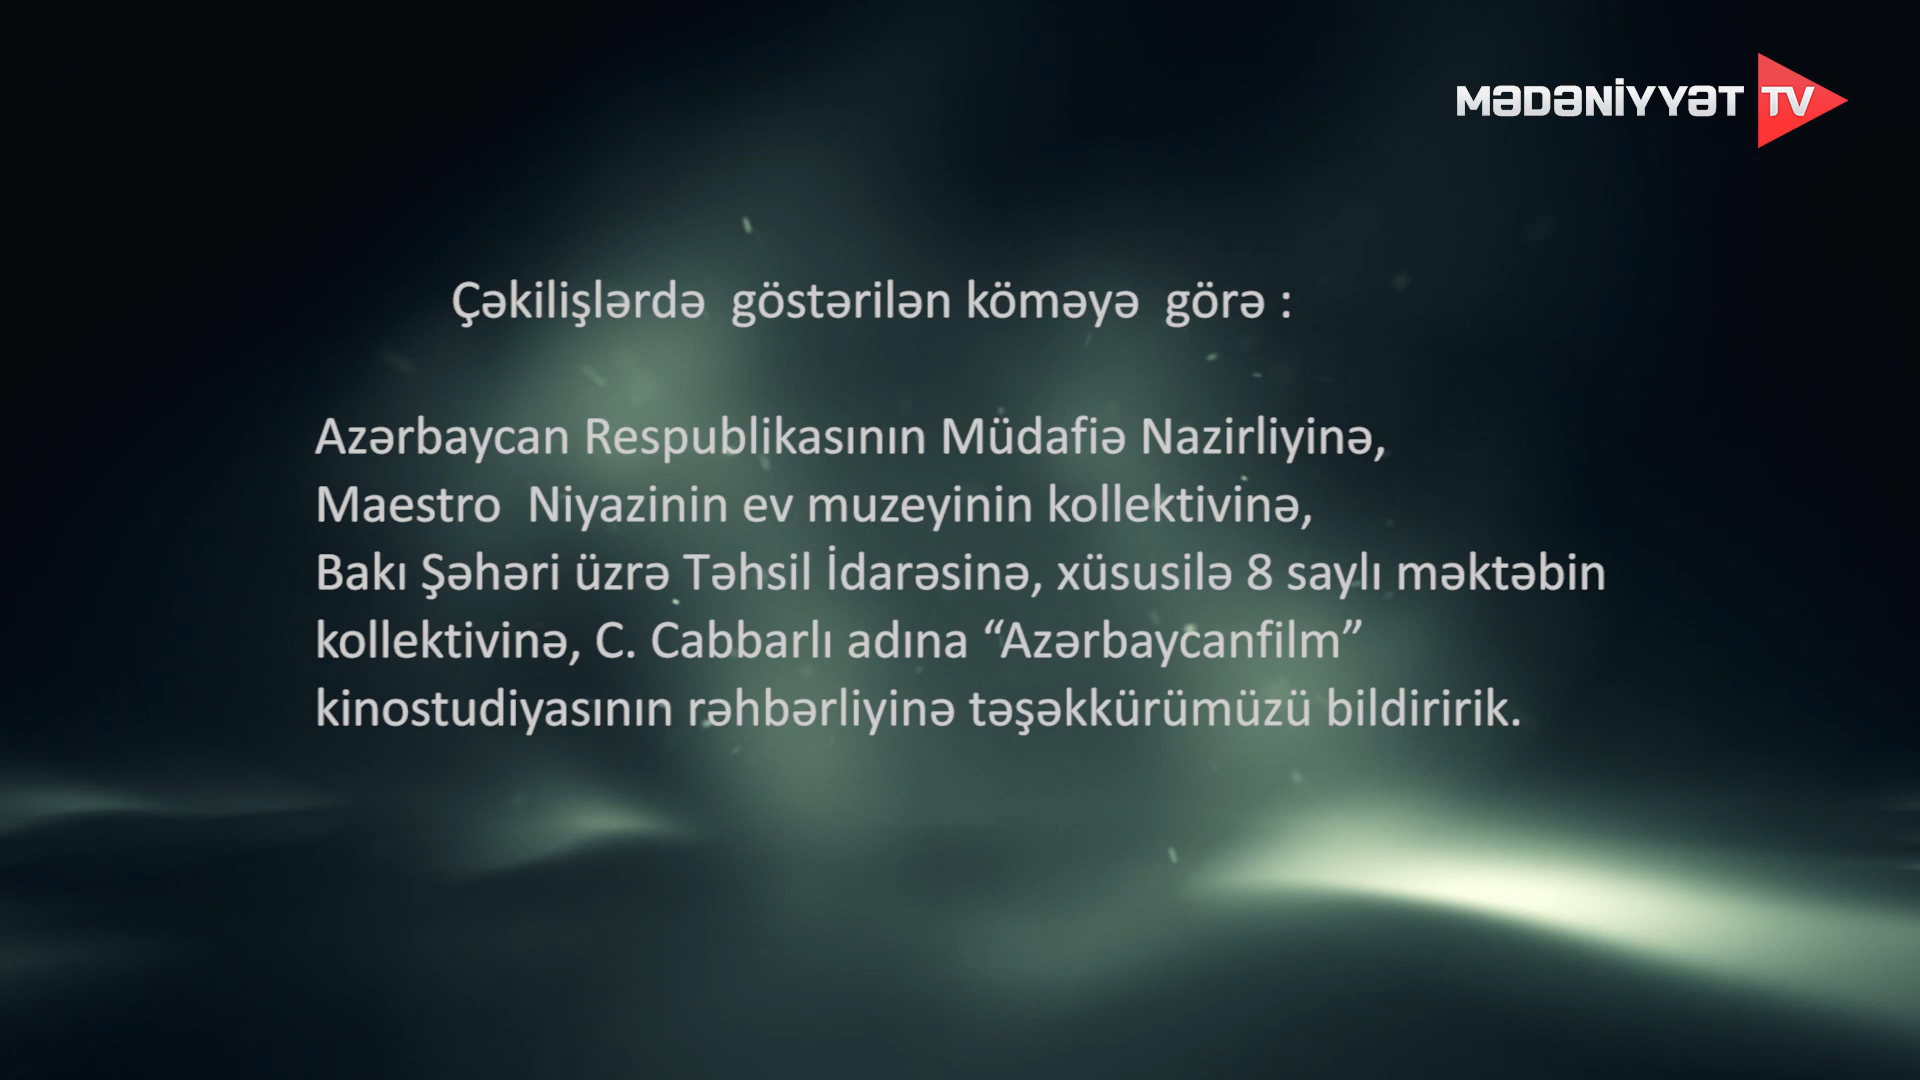 MƏDƏNİYYƏT TV
Çəkilişlərdə göstərilən köməyə görə :
Azərbaycan Respublikasının Müdafiə Nazirliyinə,
Maestro Niyazinin ev muzeyinin kollektivinə,
Bakı Şəhəri üzrə Təhsil İdarəsinə, xüsusilə 8 saylı məktəbin
kollektivinə, C. Cabbarlı adına “Azərbaycanfilm”
kinostudiyasının rəhbərliyinə təşəkkürümüzü bildiririk.